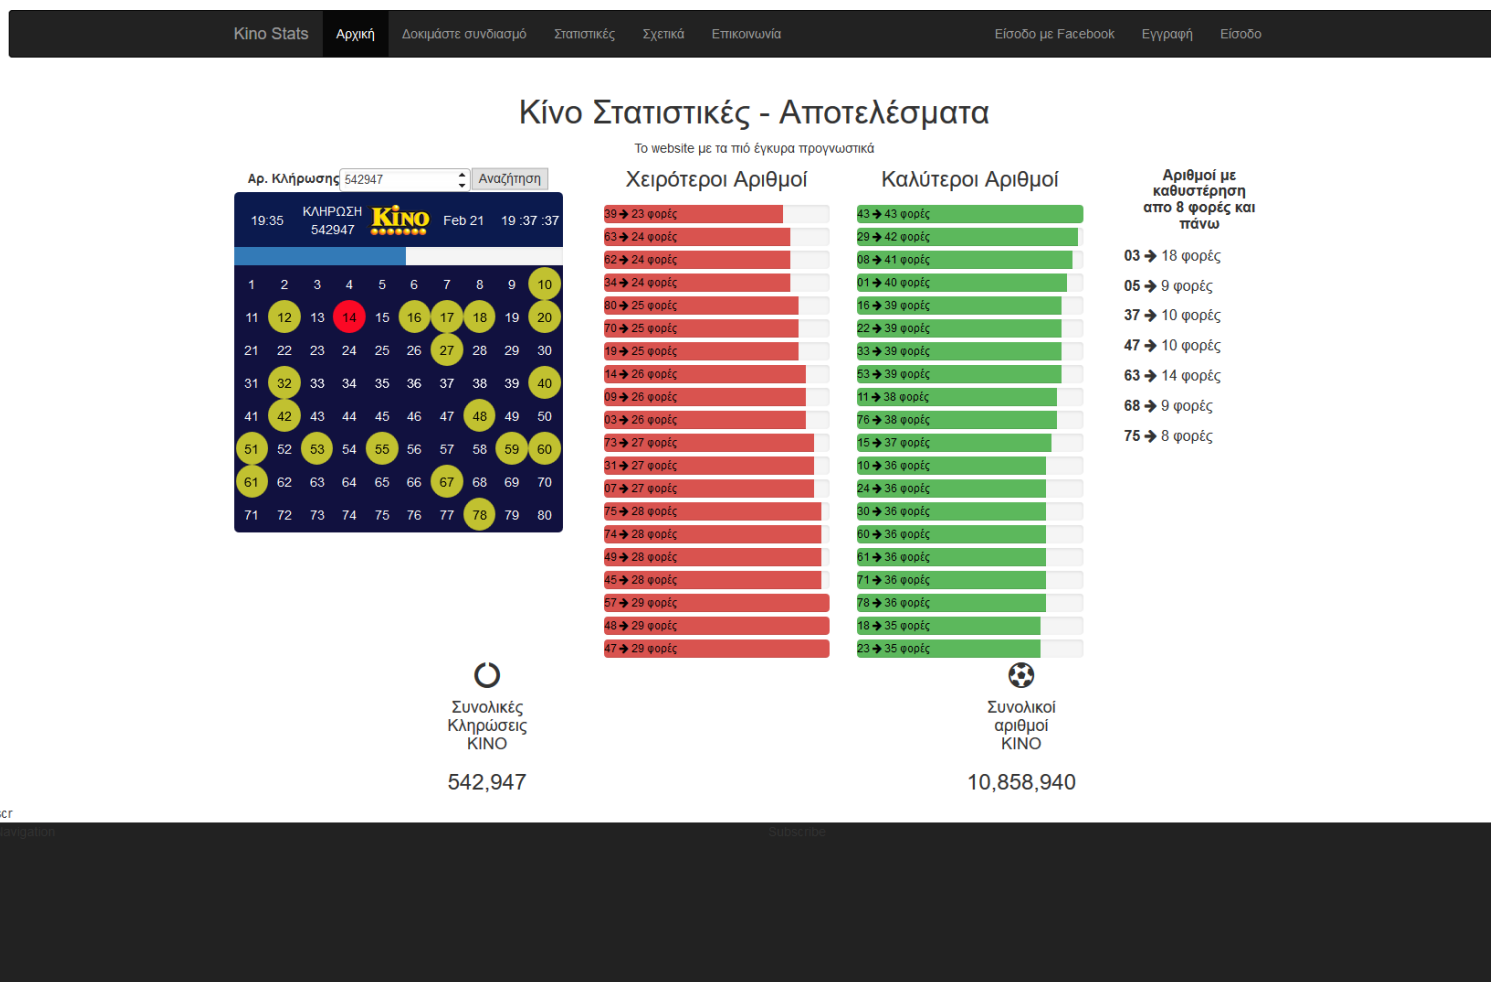 Kino Stats Αρχική Δοκιμάστε συνδιασμό Στατιστικές Σχετικά Επικοινωνία Είσοδο με Facebook Εγγραφή Είσοδο
Κίνο Στατιστικές - Αποτελέσματα
Το website με τα πιό έγκυρα προγνωστικά
Αρ. Κλήρωσης 542947 Αναζήτηση
19:35 ΚΛΗΡΩΣΗ 542947 KINO Feb 21 19 :37 :37
1 2 3 4 5 6 7 8 9 10
11 12 13 14 15 16 17 18 19 20
21 22 23 24 25 26 27 28 29 30
31 32 33 34 35 36 37 38 39 40
41 42 43 44 45 46 47 48 49 50
51 52 53 54 55 56 57 58 59 60
61 62 63 64 65 66 67 68 69 70
71 72 73 74 75 76 77 78 79 80
Χειρότεροι Αριθμοί
39 → 23 φορές
63 → 24 φορές
62 → 24 φορές
34 → 24 φορές
80 → 25 φορές
70 → 25 φορές
19 → 25 φορές
14 → 26 φορές
09 → 26 φορές
03 → 26 φορές
73 → 27 φορές
31 → 27 φορές
07 → 27 φορές
75 → 28 φορές
74 → 28 φορές
49 → 28 φορές
45 → 28 φορές
57 → 29 φορές
48 → 29 φορές
47 → 29 φορές
Καλύτεροι Αριθμοί
43 → 43 φορές
29 → 42 φορές
08 → 41 φορές
01 → 40 φορές
16 → 39 φορές
22 → 39 φορές
33 → 39 φορές
53 → 39 φορές
11 → 38 φορές
76 → 38 φορές
15 → 37 φορές
10 → 36 φορές
24 → 36 φορές
30 → 36 φορές
60 → 36 φορές
61 → 36 φορές
71 → 36 φορές
78 → 36 φορές
18 → 35 φορές
23 → 35 φορές
Αριθμοί με
καθυστέρηση
απο 8 φορές και
πάνω
03 → 18 φορές
05 → 9 φορές
37 → 10 φορές
47 → 10 φορές
63 → 14 φορές
68 → 9 φορές
75 → 8 φορές
Συνολικές
Κληρώσεις
ΚΙΝΟ
542,947
Συνολικοί
αριθμοί
ΚΙΝΟ
10,858,940
scr
Navigation Subscribe